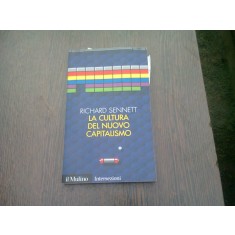 RICHARD SENNETT
LA CULTURA
DEL NUOVO
CAPITALISMO
il Mulino Intersezioni